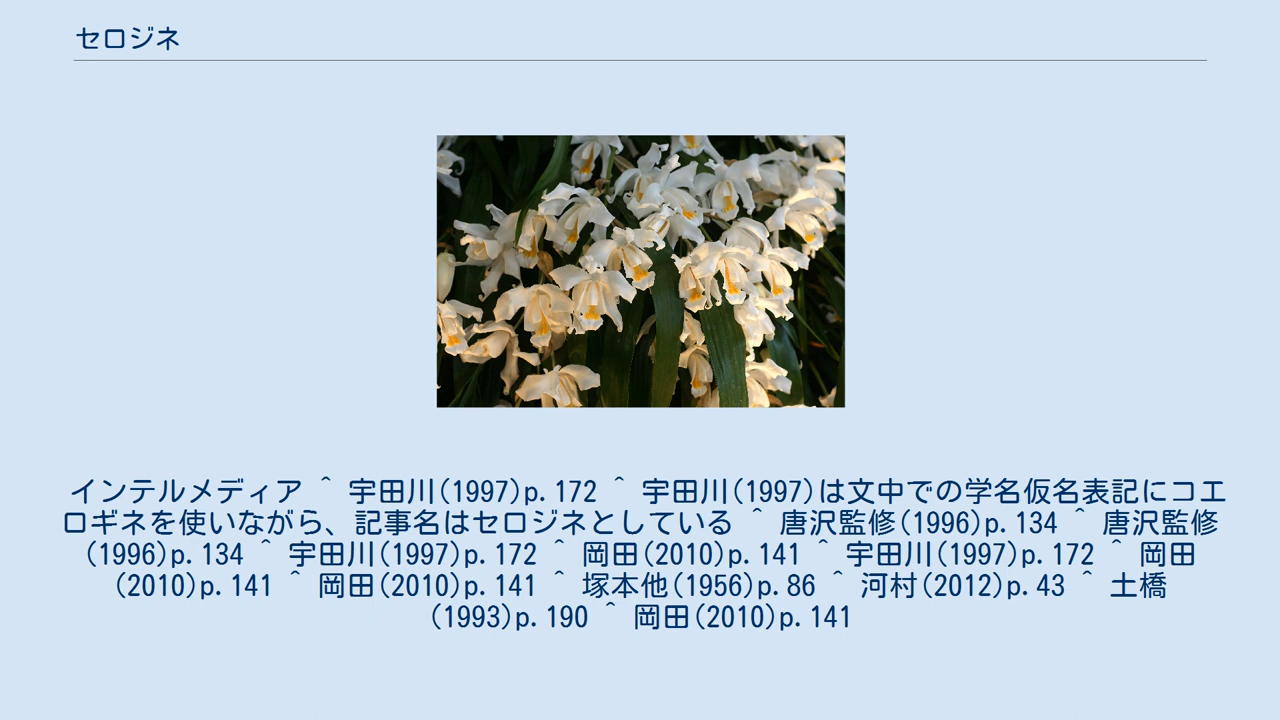 セロジネ
インテルメディア ^ 宇田川(1997)p.172 ^ 宇田川(1997)は文中での学名仮名表記にコエ
ロギネを使いながら、記事名はセロジネとしている ^ 唐沢監修(1996)p.134 ^ 唐沢監修
(1996)p.134 ^ 宇田川(1997)p.172 ^ 岡田(2010)p.141 ^ 宇田川(1997)p.172 ^ 岡田
(2010)p.141 ^ 岡田(2010)p.141 ^ 塚本他(1956)p.86 ^ 河村(2012)p.43 ^ 土橋
(1993)p.190 ^ 岡田(2010)p.141